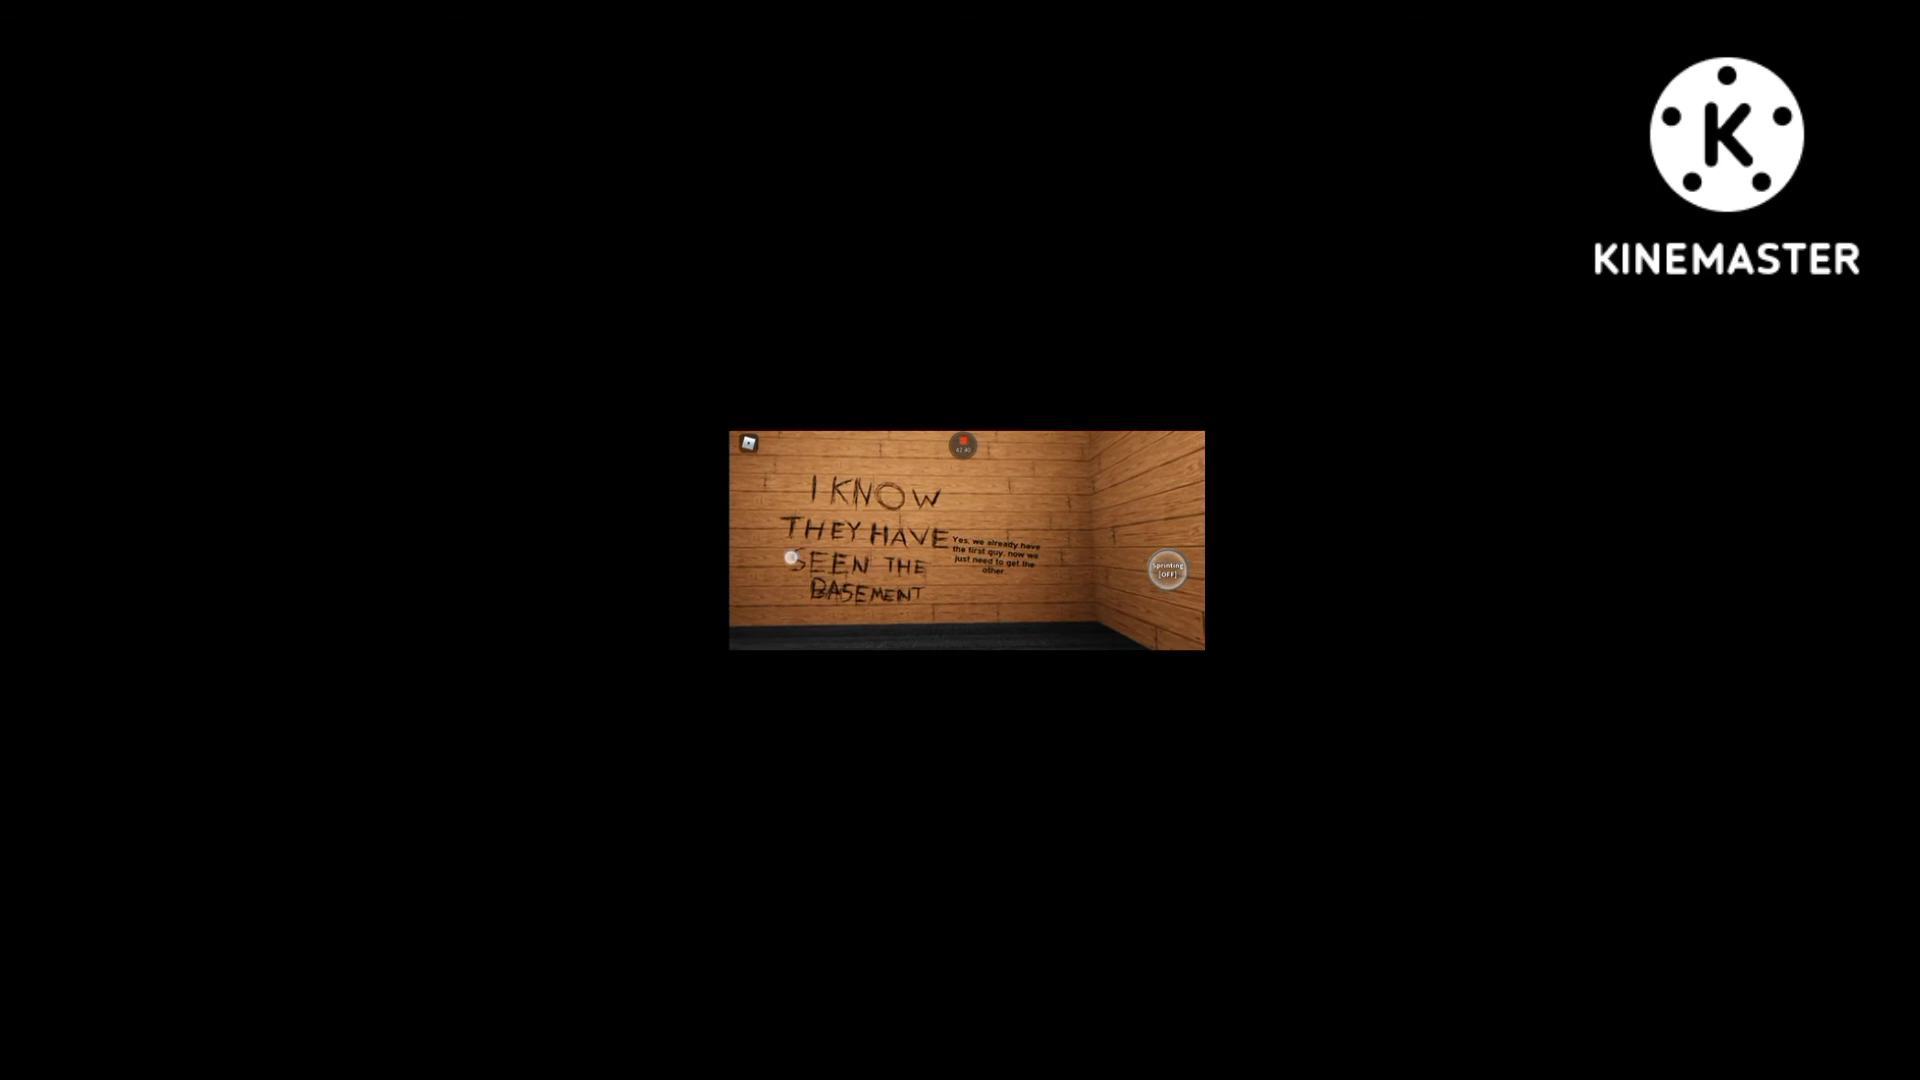 K
KINEMASTER
I KNOW
THEY HAVE
SEEN THE
BASEMENT
Yes, we already have
the first guy, now we
just need to get the
other.
Sprinting
[OFF]